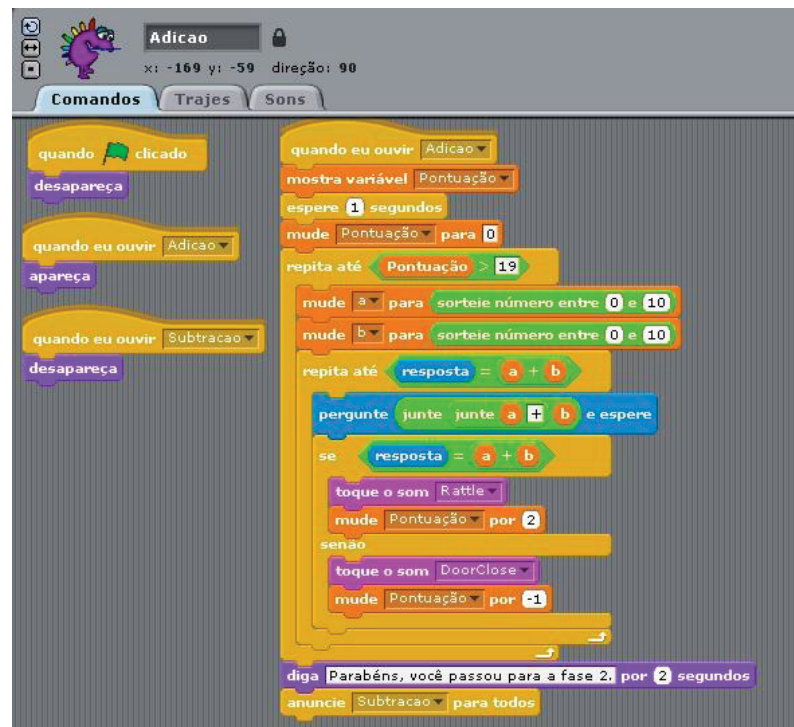 Adicao
x: -169 y: -59 direção: 90
Comandos Trajes Sons
quando clicado
desapareça
quando eu ouvir Adicao
apareça
quando eu ouvir Subtracao
desapareça
quando eu ouvir Adicao
mostra variável Pontuação
espere 1 segundos
mude Pontuação para 0
repita até Pontuação > 19
mude a para sorteie número entre 0 e 10
mude b para sorteie número entre 0 e 10
repita até resposta = a + b
pergunte junte junte a + b e espere
se resposta = a + b
toque o som Rattle
mude Pontuação por 2
senão
toque o som DoorClose
mude Pontuação por -1
diga Parabéns, você passou para a fase 2. por 2 segundos
anuncie Subtracao para todos